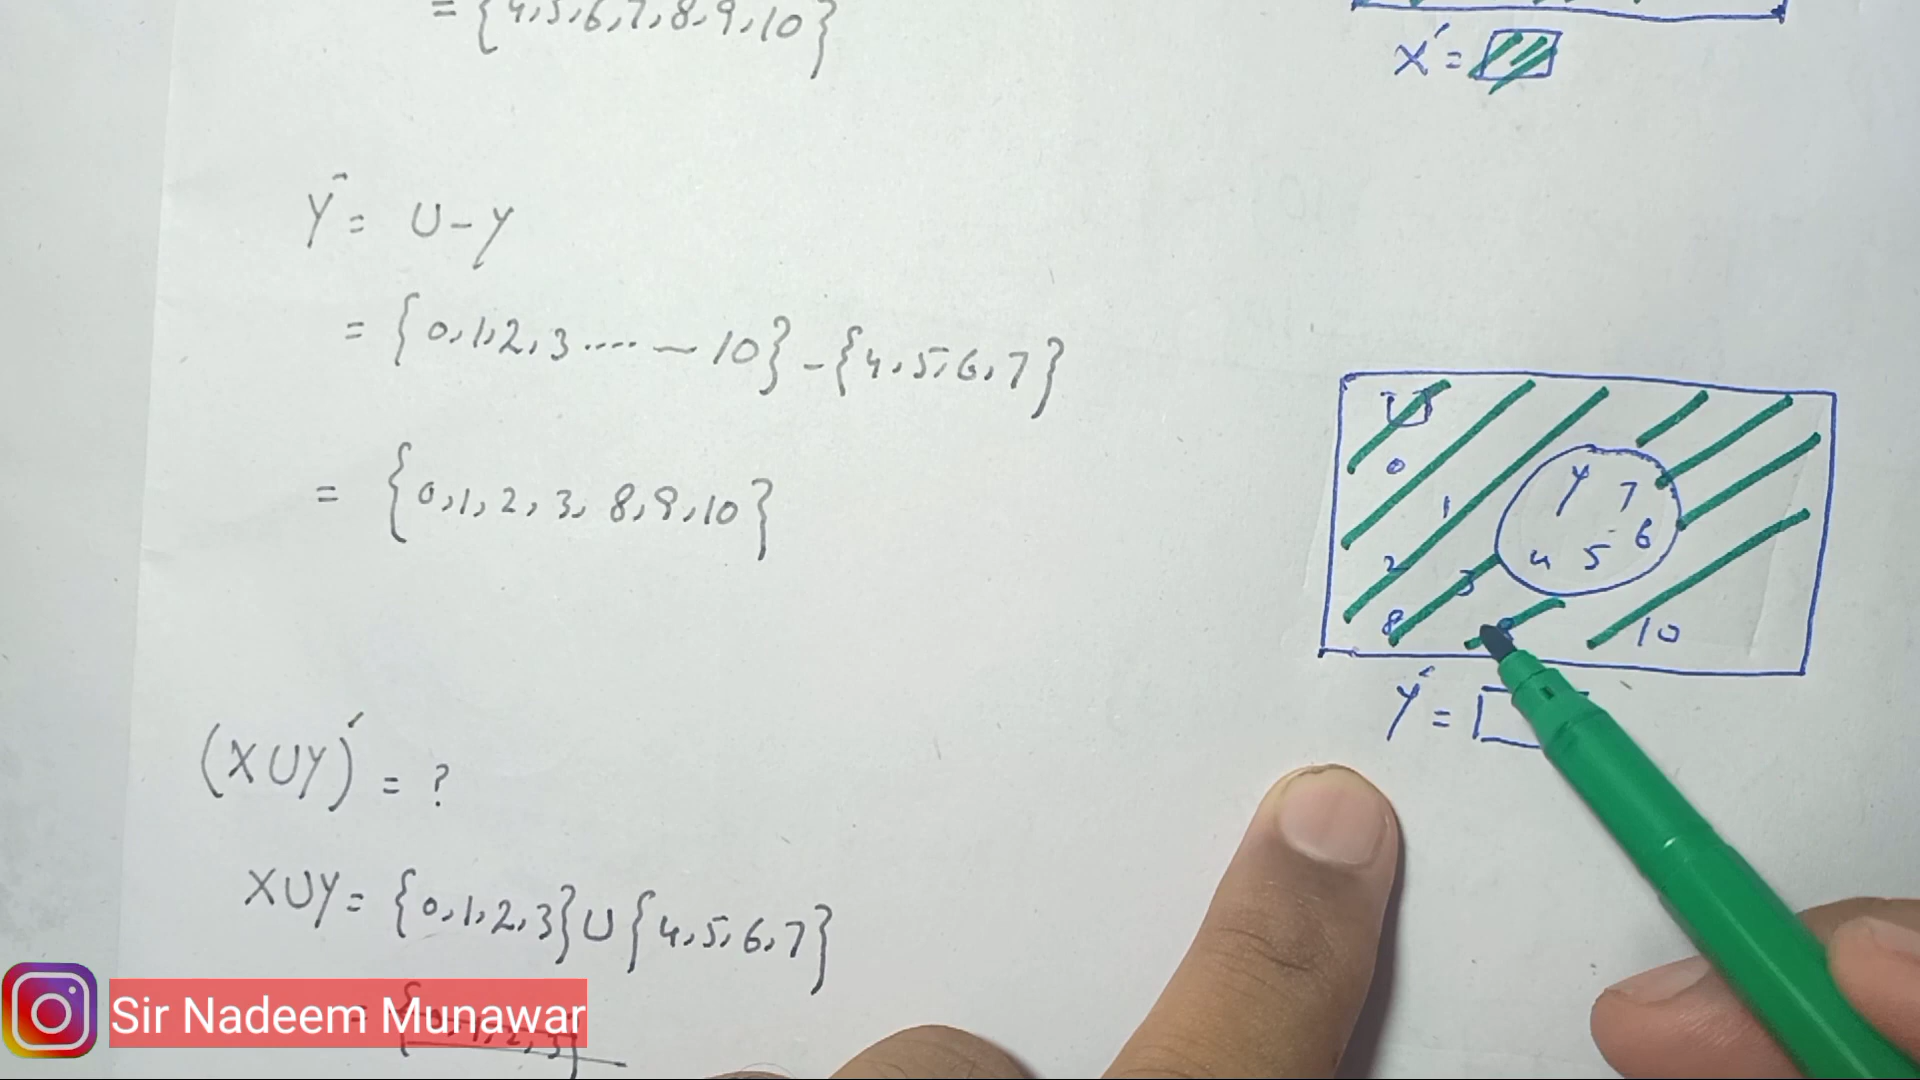 = {4,5,6,7,8,9,10}
X′ =
Y′ = U-Y
= {0,1,2,3....— 10} - {4,5,6,7}
= {0,1,2,3,8,9,10}
U
0
1
Y 7
4 5 6
2 3
8 9 10
Y′ =
(XUY)′ = ?
XUY = {0,1,2,3} U {4,5,6,7}
Sir Nadeem Munawar